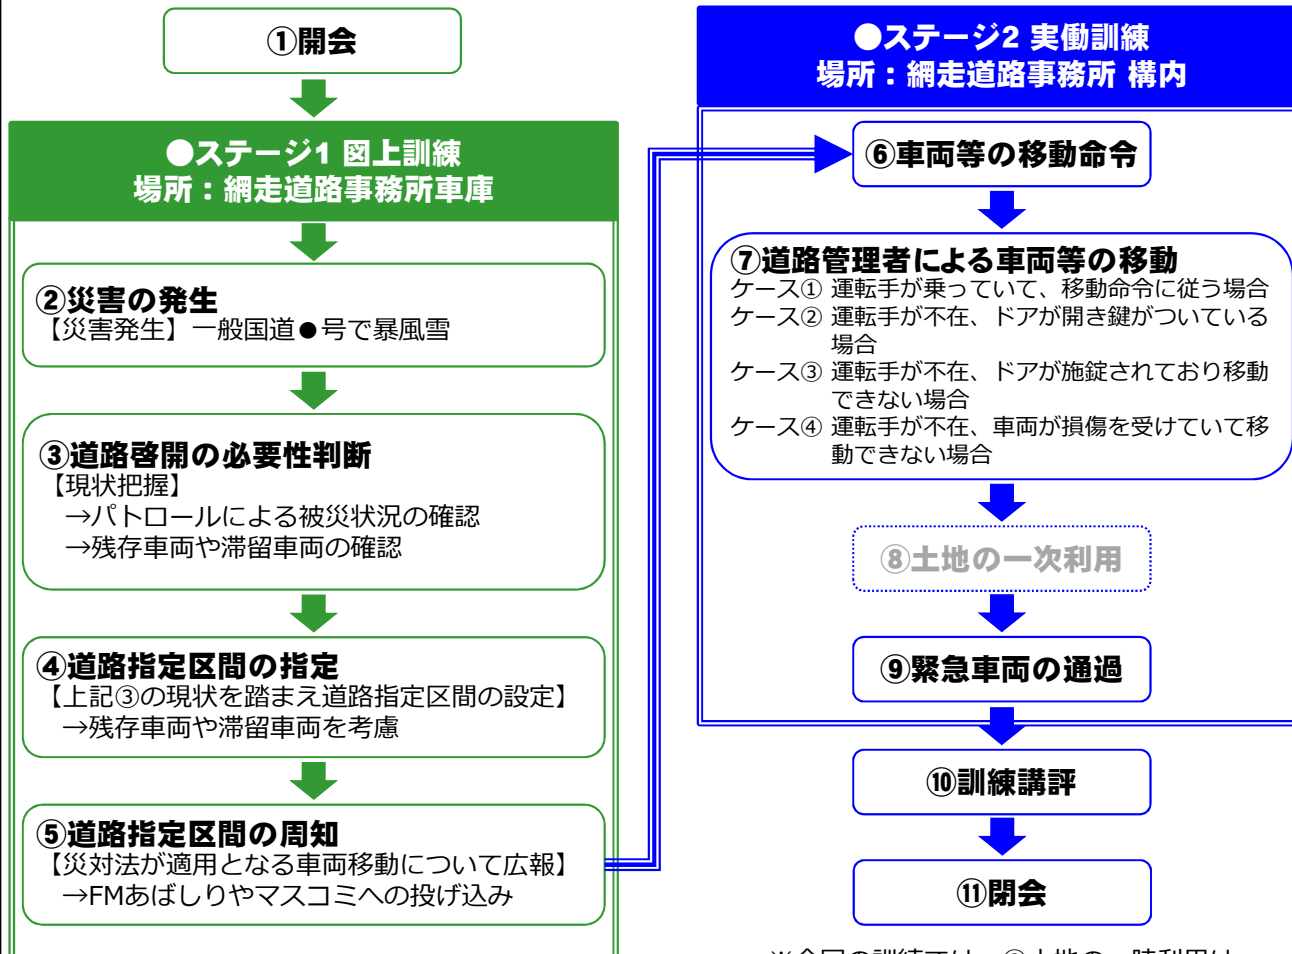 ①開会
●ステージ1 図上訓練
場所：網走道路事務所車庫
②災害の発生
【災害発生】一般国道●号で暴風雪
③道路啓開の必要性判断
【現状把握】
→パトロールによる被災状況の確認
→残存車両や滞留車両の確認
④道路指定区間の指定
【上記③の現状を踏まえ道路指定区間の設定】
→残存車両や滞留車両を考慮
⑤道路指定区間の周知
【災対法が適用となる車両移動について広報】
→FMあばしりやマスコミへの投げ込み
●ステージ2 実働訓練
場所：網走道路事務所 構内
⑥車両等の移動命令
⑦道路管理者による車両等の移動
ケース① 運転手が乗っていて、移動命令に従う場合
ケース② 運転手が不在、ドアが開き鍵がついている
場合
ケース③ 運転手が不在、ドアが施錠されており移動
できない場合
ケース④ 運転手が不在、車両が損傷を受けていて移
動できない場合
⑧土地の一次利用
⑨緊急車両の通過
⑩訓練講評
⑪閉会
※今回の訓練では、⑧土地の一時利用は